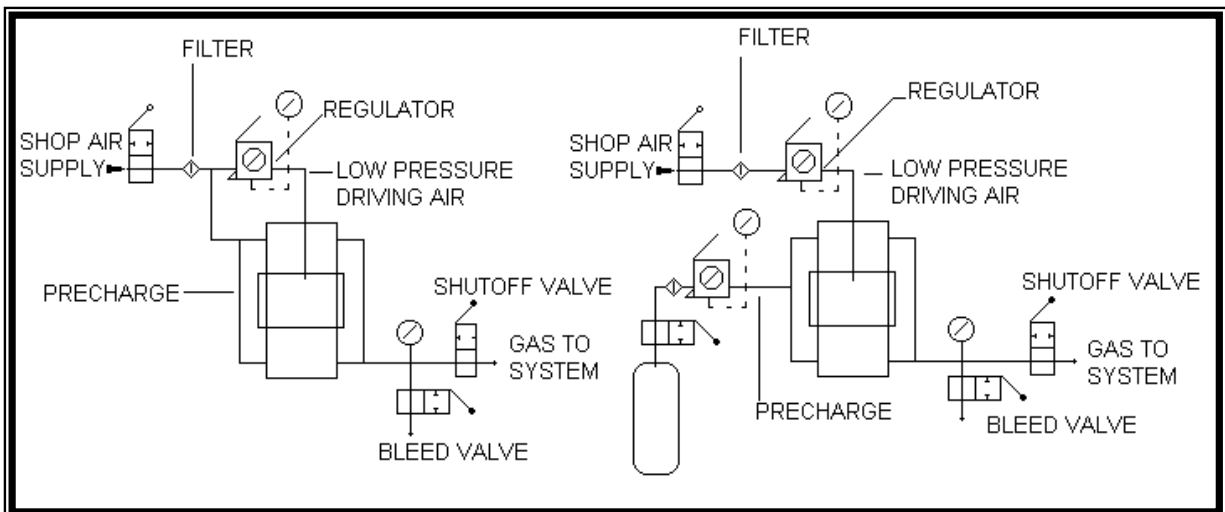 FILTER
REGULATOR
SHOP AIR
SUPPLY
LOW PRESSURE
DRIVING AIR
PRECHARGE
SHUTOFF VALVE
GAS TO
SYSTEM
BLEED VALVE
FILTER
REGULATOR
SHOP AIR
SUPPLY
LOW PRESSURE
DRIVING AIR
SHUTOFF VALVE
GAS TO
SYSTEM
PRECHARGE
BLEED VALVE